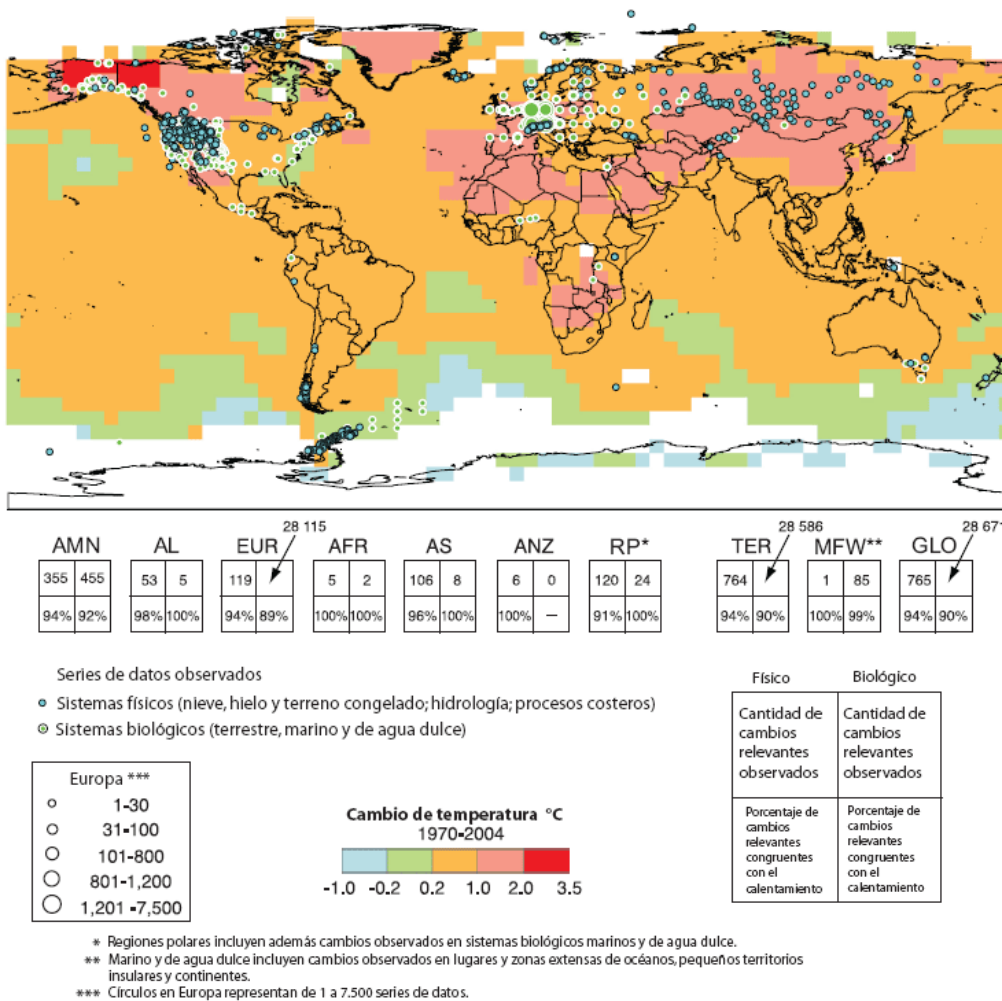 28 115
28 586
28 671
AMN AL EUR AFR AS ANZ RP* TER MFW** GLO
355 455 53 5 119 5 2 106 8 6 0 120 24 764 1 85 765
94% 92% 98% 100% 94% 89% 100% 100% 96% 100% 100% — 91% 100% 94% 90% 100% 99% 94% 90%
Series de datos observados
Sistemas físicos (nieve, hielo y terreno congelado; hidrología; procesos costeros)
Sistemas biológicos (terrestre, marino y de agua dulce)
Europa ***
1-30
31-100
101-800
801-1,200
1,201 -7,500
Cambio de temperatura °C
1970-2004
-1.0 -0.2 0.2 1.0 2.0 3.5
Físico Biológico
Cantidad de Cantidad de
cambios cambios
relevantes relevantes
observados observados
Porcentaje de Porcentaje de
cambios cambios
relevantes relevantes
congruentes congruentes
con el con el
calentamiento calentamiento
* Regiones polares incluyen además cambios observados en sistemas biológicos marinos y de agua dulce.
** Marino y de agua dulce incluyen cambios observados en lugares y zonas extensas de océanos, pequeños territorios
insulares y continentes.
*** Círculos en Europa representan de 1 a 7.500 series de datos.